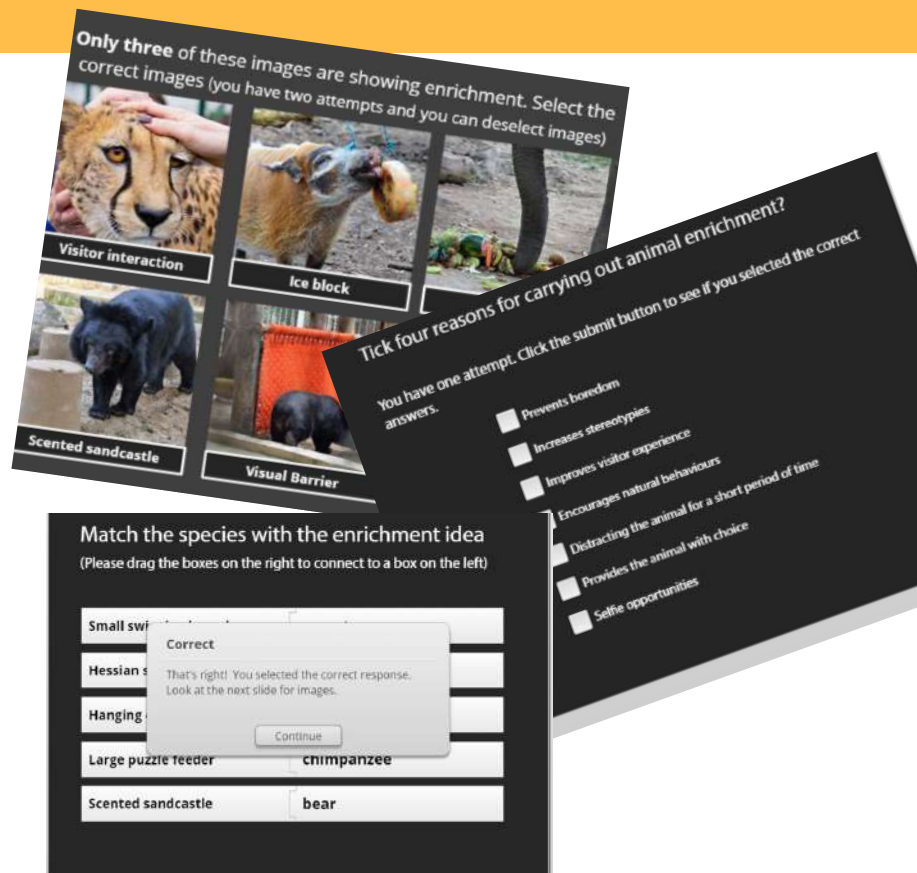 Only three of these images are showing enrichment. Select the
correct images (you have two attempts and you can deselect images)
Visitor interaction
Ice block
Scented sandcastle
Visual Barrier
Tick four reasons for carrying out animal enrichment?
You have one attempt. Click the submit button to see if you selected the correct
answers.
Prevents boredom
Increases stereotypies
Improves visitor experience
Encourages natural behaviours
Distracting the animal for a short period of time
Provides the animal with choice
Selfie opportunities
Match the species with the enrichment idea
(Please drag the boxes on the right to connect to a box on the left)
Small
Hessian
Hanging
Correct
That's right! You selected the correct response.
Look at the next slide for images.
Continue
Large puzzle feeder
chimpanzee
Scented sandcastle
bear